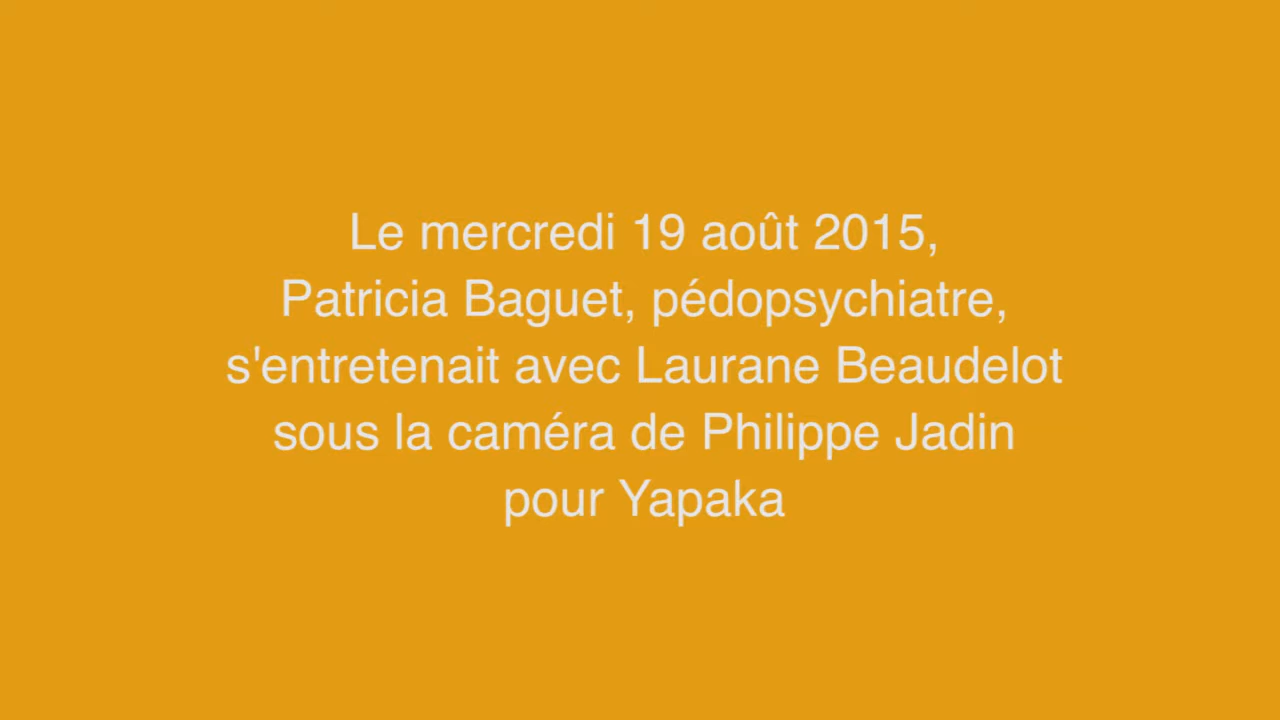 Le mercredi 19 août 2015,
Patricia Baguet, pédopsychiatre,
s'entretenait avec Laurane Beaudelot
sous la caméra de Philippe Jadin
pour Yapaka